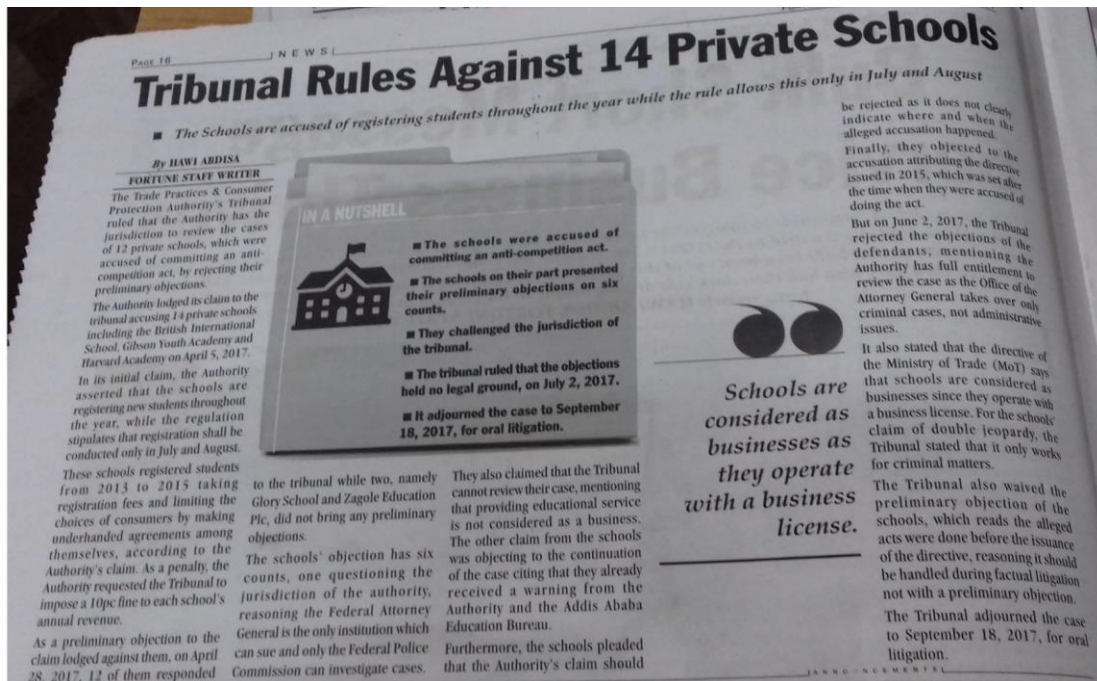 PAGE 16
NEWS
Tribunal Rules Against 14 Private Schools
■ The Schools are accused of registering students throughout the year while the rule allows this only in July and August
By HAWI ABDISA
FORTUNE STAFF WRITER
The Trade Practices & Consumer
Protection Authority's Tribunal
ruled that the Authority has the
jurisdiction to review the cases
of 12 private schools, which were
accused of committing an anti-
competition act, by rejecting their
preliminary objections.
The Authority lodged its claim to the
tribunal accusing 14 private schools
including the British International
School, Gibson Youth Academy and
Harvard Academy on April 5, 2017.
In its initial claim, the Authority
asserted that the schools are
registering new students throughout
the year, while the regulation
stipulates that registration shall be
conducted only in July and August.
These schools registered students
from 2013 to 2015 taking
registration fees and limiting the
choices of consumers by making
underhanded agreements among
themselves, according to the
Authority's claim. As a penalty, the
Authority requested the Tribunal to
impose a 10pc fine to each school's
annual revenue.
As a preliminary objection to the
claim lodged against them, on April
28, 2017, 12 of them responded
IN A NUTSHELL
■ The schools were accused of
committing an anti-competition act.
■ The schools on their part presented
their preliminary objections on six
counts.
■ They challenged the jurisdiction of
the tribunal.
■ The tribunal ruled that the objections
held no legal ground, on July 2, 2017.
■ It adjourned the case to September
18, 2017, for oral litigation.
to the tribunal while two, namely
Glory School and Zagole Education
Plc, did not bring any preliminary
objections.
The schools' objection has six
counts, one questioning the
jurisdiction of the authority,
reasoning the Federal Attorney
General is the only institution which
can sue and only the Federal Police
Commission can investigate cases.
They also claimed that the Tribunal
cannot review their case, mentioning
that providing educational service
is not considered as a business.
The other claim from the schools
was objecting to the continuation
of the case citing that they already
received a warning from the
Authority and the Addis Ababa
Education Bureau.
Furthermore, the schools pleaded
that the Authority's claim should
Schools are
considered as
businesses as
they operate
with a business
license.
be rejected as it does not clearly
indicate where and when the
alleged accusation happened.
Finally, they objected to the
accusation attributing the directive
issued in 2015, which was set after
the time when they were accused of
doing the act.
But on June 2, 2017, the Tribunal
rejected the objections of the
defendants, mentioning the
Authority has full entitlement to
review the case as the Office of the
Attorney General takes over only
criminal cases, not administrative
issues.
It also stated that the directive of
the Ministry of Trade (MoT) says
that schools are considered as
businesses since they operate with
a business license. For the schools'
claim of double jeopardy, the
Tribunal stated that it only works
for criminal matters.
The Tribunal also waived the
preliminary objection of the
schools, which reads the alleged
acts were done before the issuance
of the directive, reasoning it should
be handled during factual litigation
not with a preliminary objection.
The Tribunal adjourned the case
to September 18, 2017, for oral
litigation.
ANNOUNCEMENT